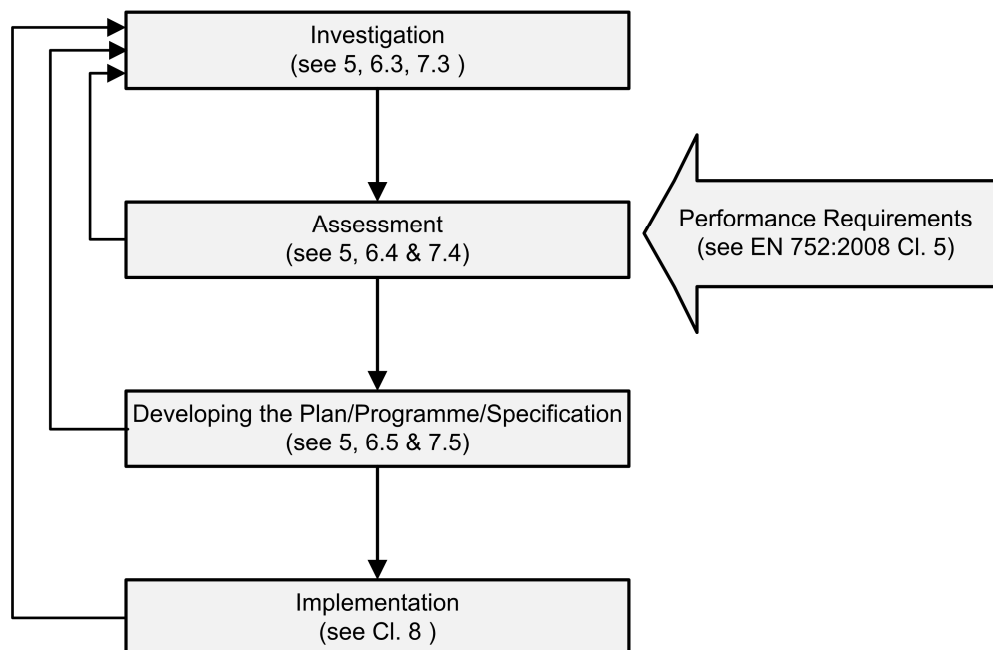 Investigation
(see 5, 6.3, 7.3 )
Assessment
(see 5, 6.4 & 7.4)
Performance Requirements
(see EN 752:2008 Cl. 5)
Developing the Plan/Programme/Specification
(see 5, 6.5 & 7.5)
Implementation
(see Cl. 8 )